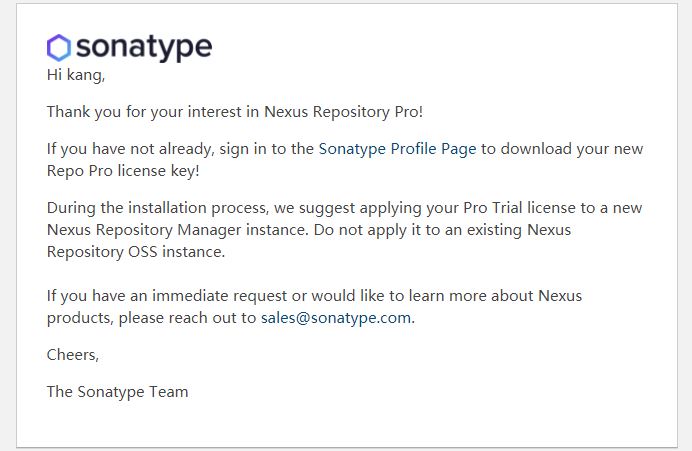 sonatype
Hi kang,
Thank you for your interest in Nexus Repository Pro!
If you have not already, sign in to the Sonatype Profile Page to download your new
Repo Pro license key!
During the installation process, we suggest applying your Pro Trial license to a new
Nexus Repository Manager instance. Do not apply it to an existing Nexus
Repository OSS instance.
If you have an immediate request or would like to learn more about Nexus
products, please reach out to sales@sonatype.com.
Cheers,
The Sonatype Team